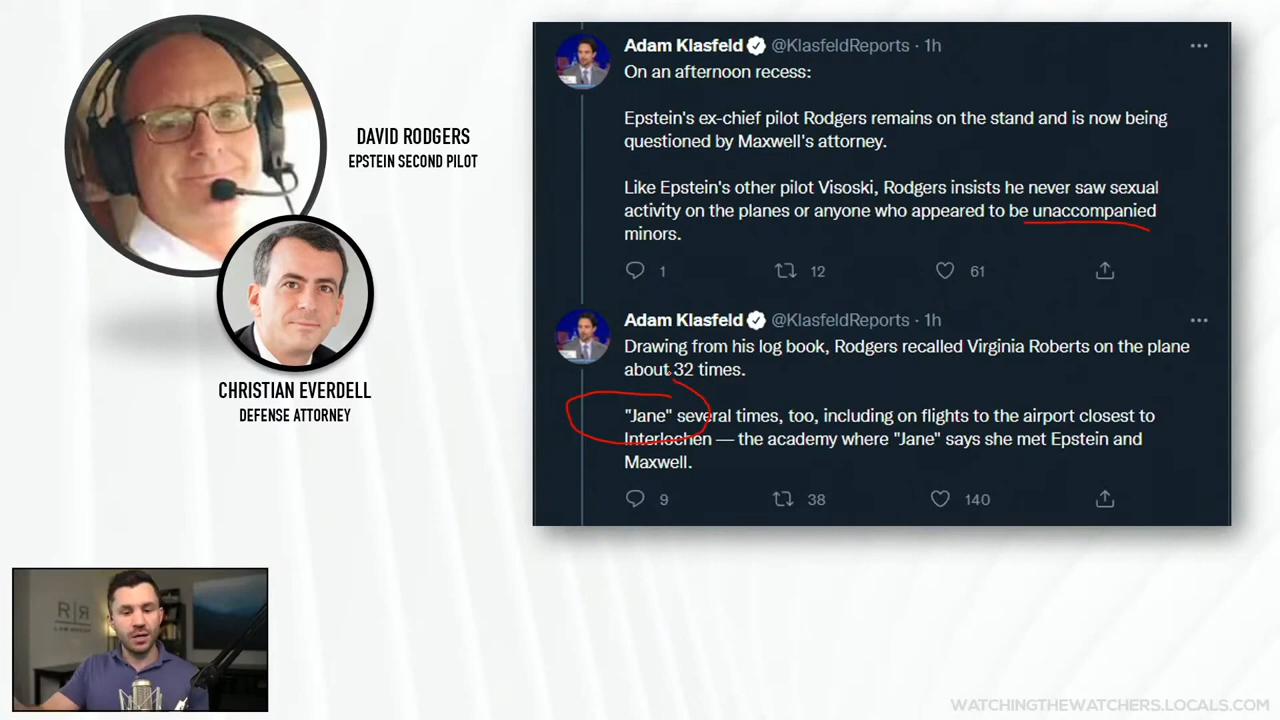 DAVID RODGERS
EPSTEIN SECOND PILOT
CHRISTIAN EVERDELL
DEFENSE ATTORNEY
Adam Klasfeld @KlasfeldReports · 1h
On an afternoon recess:
Epstein's ex-chief pilot Rodgers remains on the stand and is now being
questioned by Maxwell's attorney.
Like Epstein's other pilot Visoski, Rodgers insists he never saw sexual
activity on the planes or anyone who appeared to be unaccompanied
minors.
1 12 61
Adam Klasfeld @KlasfeldReports · 1h
Drawing from his log book, Rodgers recalled Virginia Roberts on the plane
about 32 times.
"Jane" several times, too, including on flights to the airport closest to
Interlochen — the academy where "Jane" says she met Epstein and
Maxwell.
9 38 140
R|R
LAW GROUP
WATCHINGTHEWATCHERS.LOCALS.COM